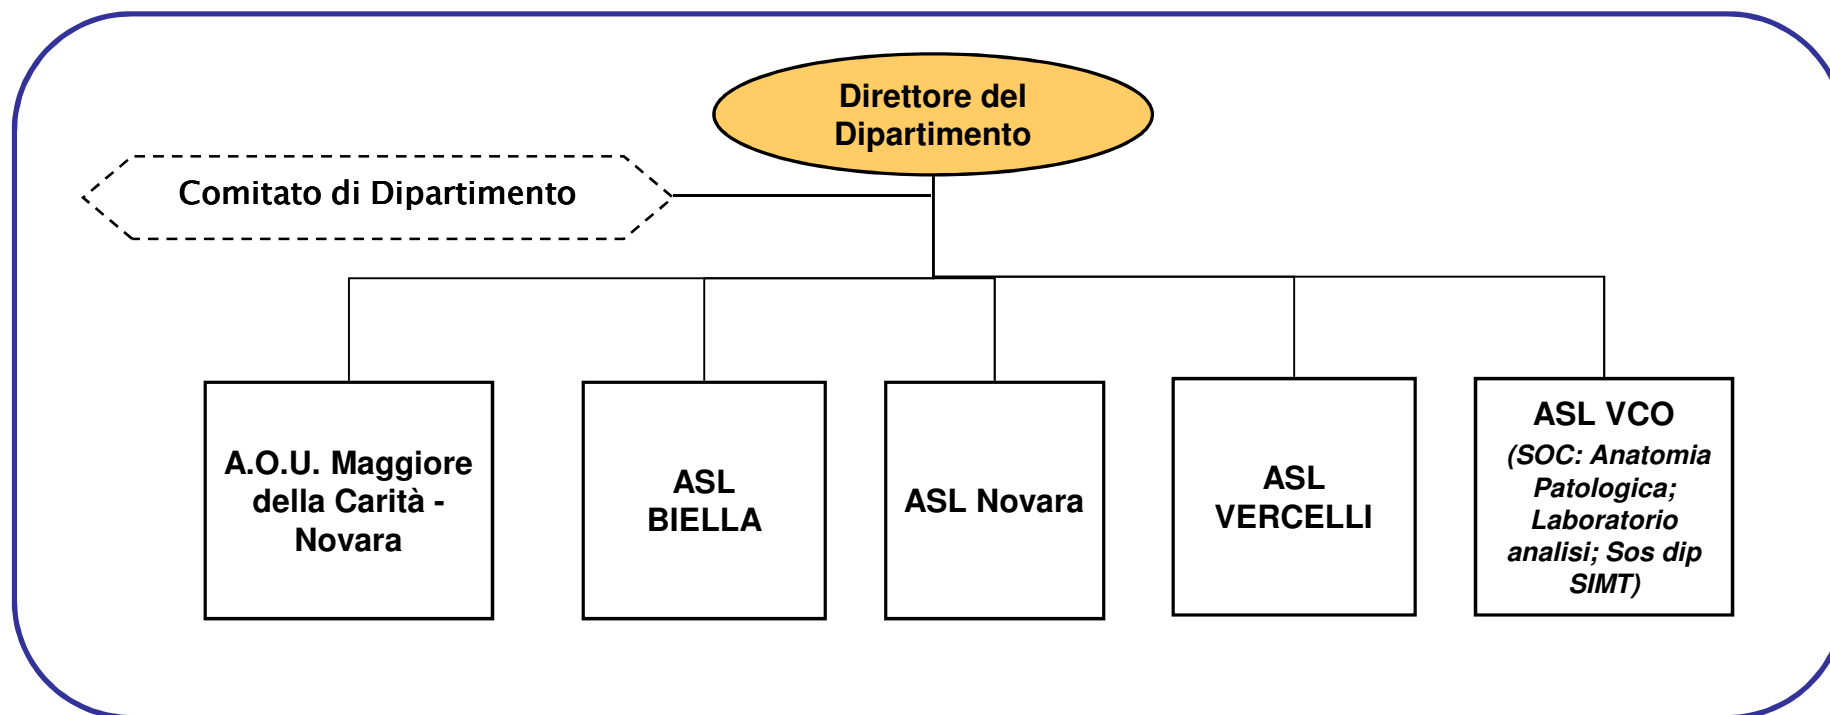 Direttore del
Dipartimento
Comitato di Dipartimento
A.O.U. Maggiore
della Carità -
Novara
ASL
BIELLA
ASL Novara
ASL
VERCELLI
ASL VCO
(SOC: Anatomia
Patologica;
Laboratorio
analisi; Sos dip
SIMT)